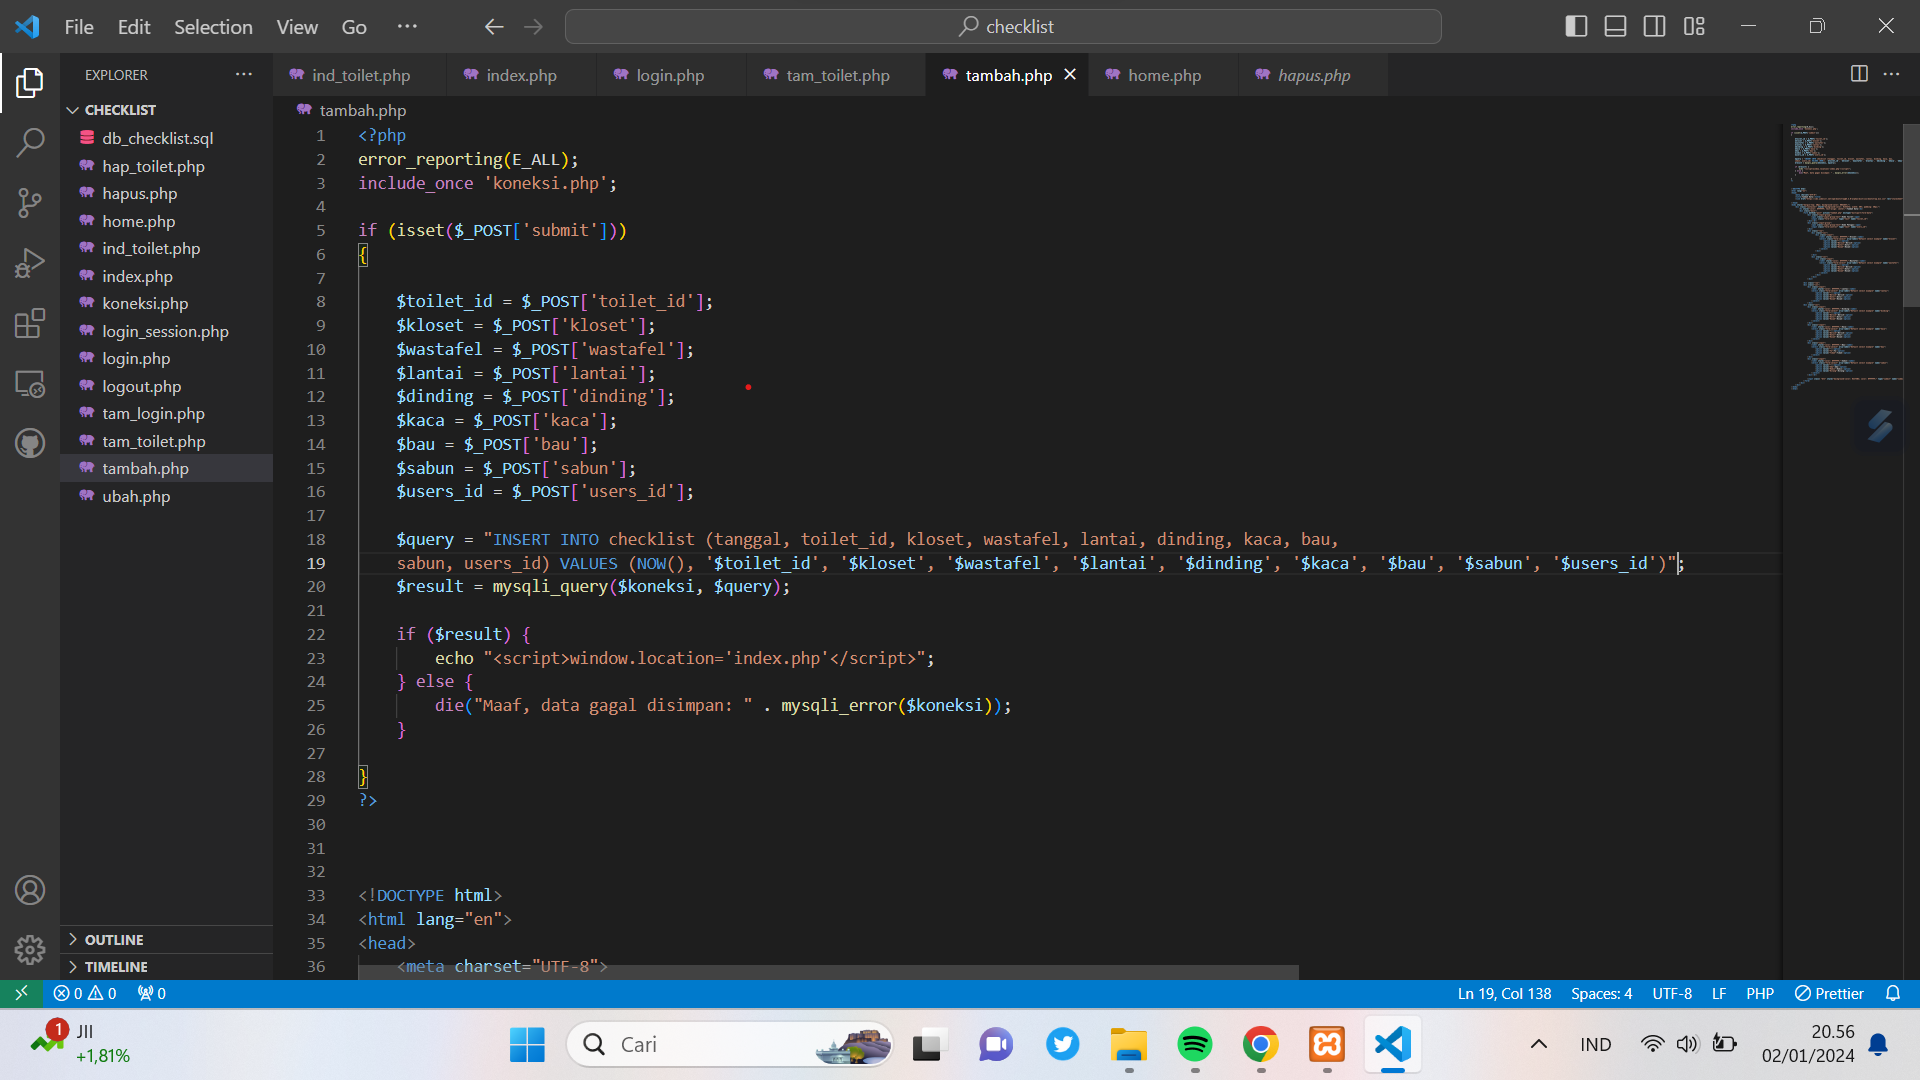 File Edit Selection View Go ···
checklist
EXPLORER ···
CHECKLIST
db_checklist.sql
hap_toilet.php
hapus.php
home.php
ind_toilet.php
index.php
koneksi.php
login_session.php
login.php
logout.php
tam_login.php
tam_toilet.php
tambah.php
ubah.php
OUTLINE
TIMELINE
ind_toilet.php index.php login.php tam_toilet.php tambah.php home.php hapus.php
tambah.php
1 <?php
2 error_reporting(E_ALL);
3 include_once 'koneksi.php';
4
5 if (isset($_POST['submit']))
6 {
7
8 $toilet_id = $_POST['toilet_id'];
9 $kloset = $_POST['kloset'];
10 $wastafel = $_POST['wastafel'];
11 $lantai = $_POST['lantai'];
12 $dinding = $_POST['dinding'];
13 $kaca = $_POST['kaca'];
14 $bau = $_POST['bau'];
15 $sabun = $_POST['sabun'];
16 $users_id = $_POST['users_id'];
17
18 $query = "INSERT INTO checklist (tanggal, toilet_id, kloset, wastafel, lantai, dinding, kaca, bau,
19 sabun, users_id) VALUES (NOW(), '$toilet_id', '$kloset', '$wastafel', '$lantai', '$dinding', '$kaca', '$bau', '$sabun', '$users_id')";
20 $result = mysqli_query($koneksi, $query);
21
22 if ($result) {
23 echo "<script>window.location='index.php'</script>";
24 } else {
25 die("Maaf, data gagal disimpan: " . mysqli_error($koneksi));
26 }
27
28 }
29 ?>
30
31
32
33 <!DOCTYPE html>
34 <html lang="en">
35 <head>
36 <meta charset="UTF-8">
0 0 0
Ln 19, Col 138 Spaces: 4 UTF-8 LF PHP Prettier
1
JII
+1,81%
Cari
IND
20.56
02/01/2024